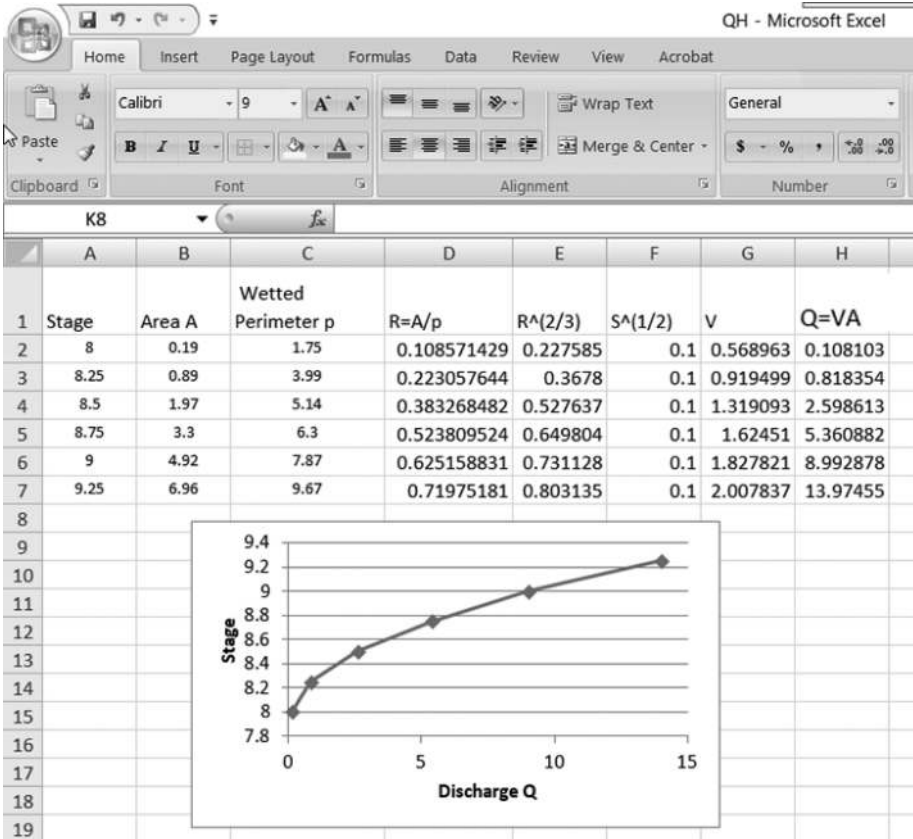 QH - Microsoft Excel
Home Insert Page Layout Formulas Data Review View Acrobat
Paste
Calibri 9 A A Wrap Text General
B I U A Merge & Center $ % , .0 .00 .00 .0
Clipboard Font Alignment Number
K8 fx
A B C D E F G H
1 Stage Area A Wetted
Perimeter p R=A/p R^(2/3) S^(1/2) V Q=VA
2 8 0.19 1.75 0.108571429 0.227585 0.1 0.568963 0.108103
3 8.25 0.89 3.99 0.223057644 0.3678 0.1 0.919499 0.818354
4 8.5 1.97 5.14 0.383268482 0.527637 0.1 1.319093 2.598613
5 8.75 3.3 6.3 0.523809524 0.649804 0.1 1.62451 5.360882
6 9 4.92 7.87 0.625158831 0.731128 0.1 1.827821 8.992878
7 9.25 6.96 9.67 0.71975181 0.803135 0.1 2.007837 13.97455
8
9
10
11
12
13
14
15
16
17
18
19
9.4
9.2
9
8.8
8.6
8.4
8.2
8
7.8
Stage
0 5 10 15
Discharge Q